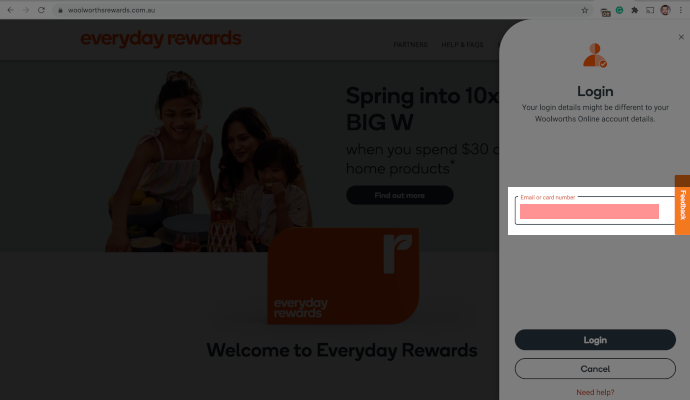 woolworthsrewards.com.au
everyday rewards
PARTNERS
HELP & FAQS
Spring into 10x
BIG W
when you spend $30 o
home products*
Find out more
everyday
rewards
Welcome to Everyday Rewards
Login
Your login details might be different to your
Woolworths Online account details.
Email or card number
Feedback
Login
Cancel
Need help?